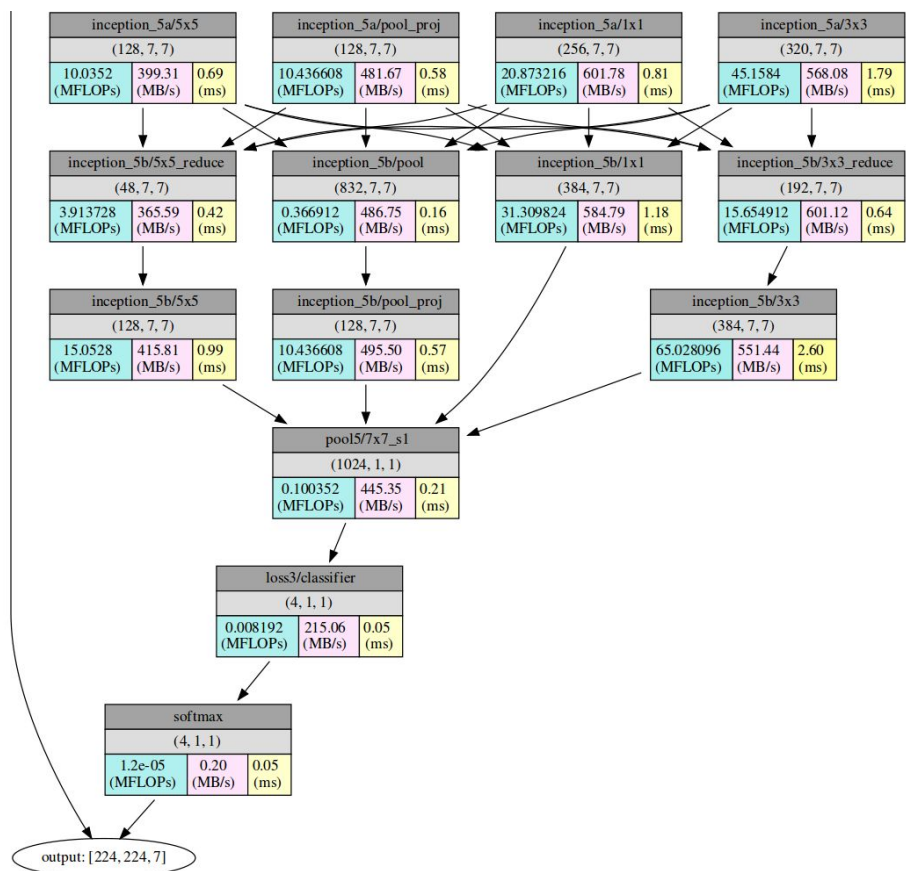 inception_5a/5x5
(128, 7, 7)
10.0352 (MFLOPs)
399.31 (MB/s)
0.69 (ms)
inception_5a/pool_proj
(128, 7, 7)
10.436608 (MFLOPs)
481.67 (MB/s)
0.58 (ms)
inception_5a/1x1
(256, 7, 7)
20.873216 (MFLOPs)
601.78 (MB/s)
0.81 (ms)
inception_5a/3x3
(320, 7, 7)
45.1584 (MFLOPs)
568.08 (MB/s)
1.79 (ms)
inception_5b/5x5_reduce
(48, 7, 7)
3.913728 (MFLOPs)
365.59 (MB/s)
0.42 (ms)
inception_5b/pool
(832, 7, 7)
0.366912 (MFLOPs)
486.75 (MB/s)
0.16 (ms)
inception_5b/1x1
(384, 7, 7)
31.309824 (MFLOPs)
584.79 (MB/s)
1.18 (ms)
inception_5b/3x3_reduce
(192, 7, 7)
15.654912 (MFLOPs)
601.12 (MB/s)
0.64 (ms)
inception_5b/5x5
(128, 7, 7)
15.0528 (MFLOPs)
415.81 (MB/s)
0.99 (ms)
inception_5b/pool_proj
(128, 7, 7)
10.436608 (MFLOPs)
495.50 (MB/s)
0.57 (ms)
inception_5b/3x3
(384, 7, 7)
65.028096 (MFLOPs)
551.44 (MB/s)
2.60 (ms)
pool5/7x7_s1
(1024, 1, 1)
0.100352 (MFLOPs)
445.35 (MB/s)
0.21 (ms)
loss3/classifier
(4, 1, 1)
0.008192 (MFLOPs)
215.06 (MB/s)
0.05 (ms)
softmax
(4, 1, 1)
1.2e-05 (MFLOPs)
0.20 (MB/s)
0.05 (ms)
output: [224, 224, 7]